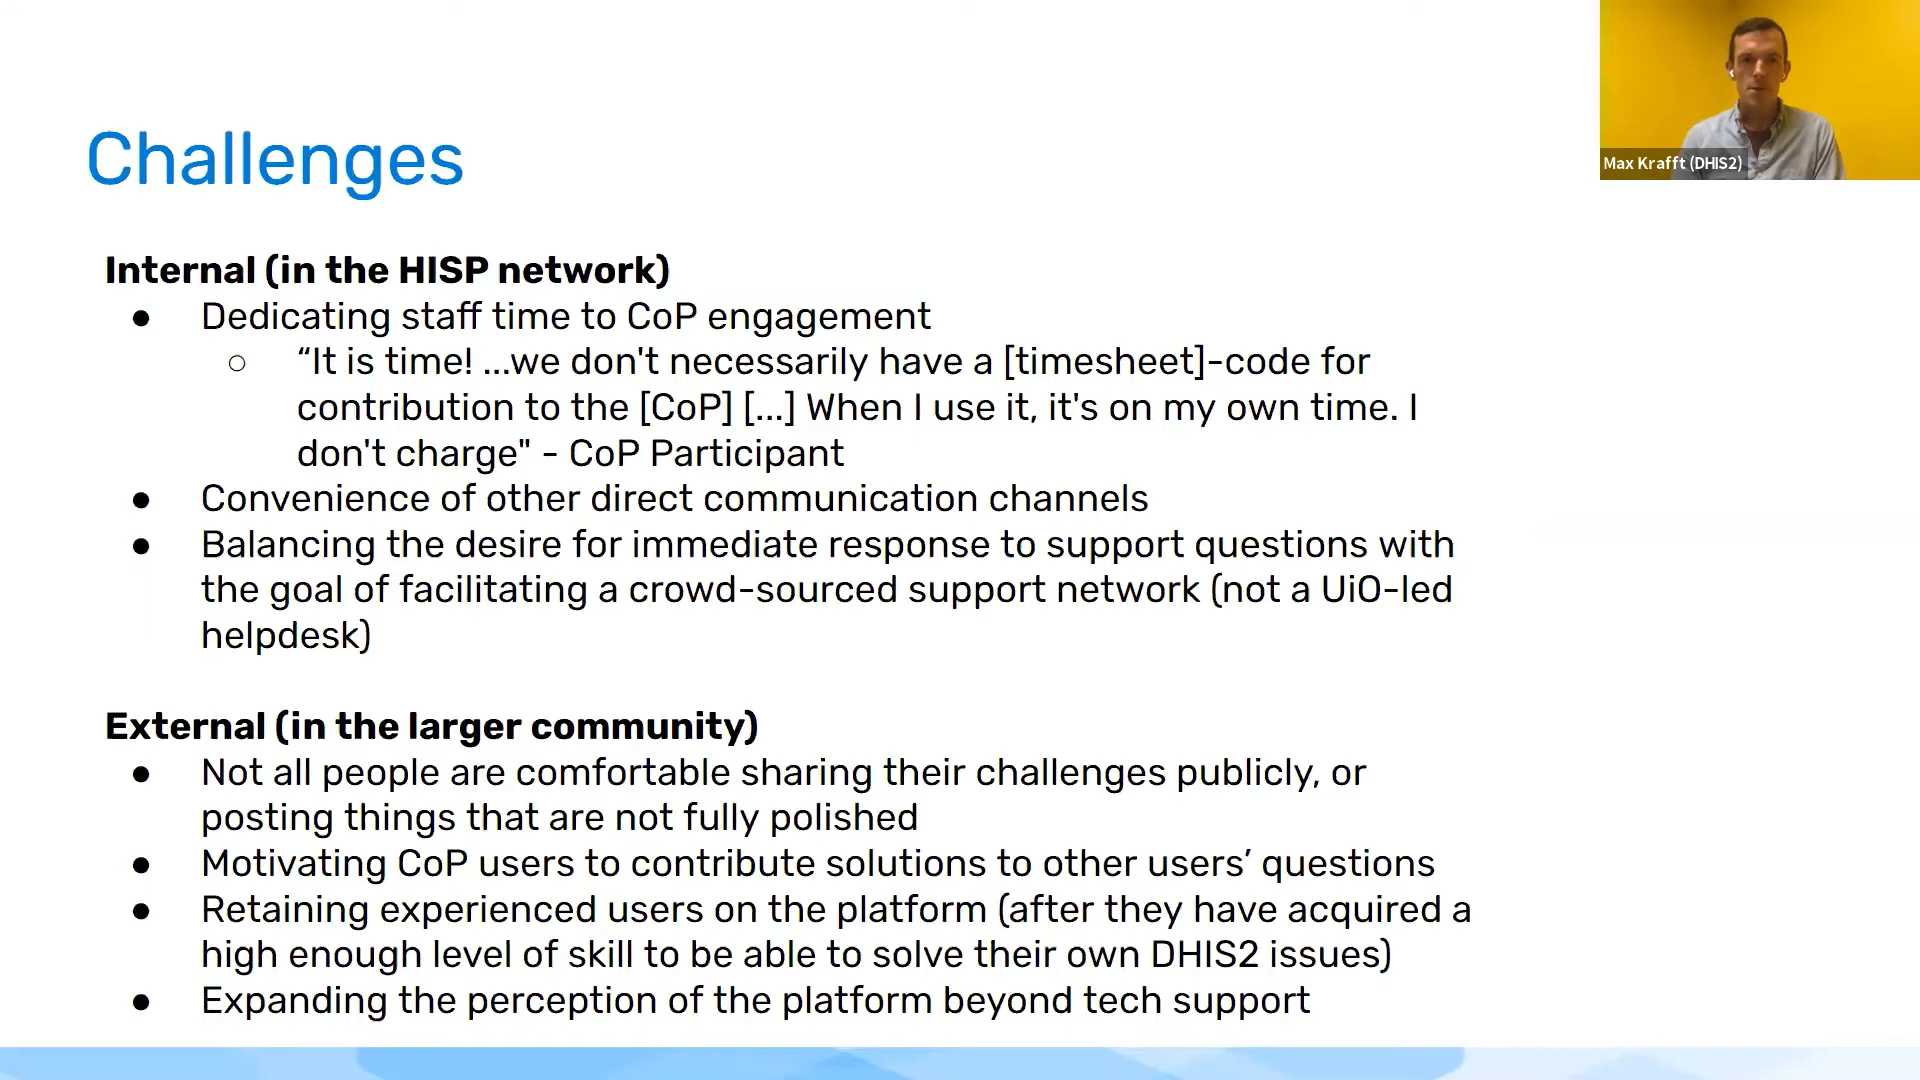 Challenges
Max Krafft (DHIS2)
Internal (in the HISP network)
● Dedicating staff time to CoP engagement
○ “It is time! ...we don't necessarily have a [timesheet]-code for
contribution to the [CoP] [...] When I use it, it's on my own time. I
don't charge" - CoP Participant
● Convenience of other direct communication channels
● Balancing the desire for immediate response to support questions with
the goal of facilitating a crowd-sourced support network (not a UiO-led
helpdesk)
External (in the larger community)
● Not all people are comfortable sharing their challenges publicly, or
posting things that are not fully polished
● Motivating CoP users to contribute solutions to other users’ questions
● Retaining experienced users on the platform (after they have acquired a
high enough level of skill to be able to solve their own DHIS2 issues)
● Expanding the perception of the platform beyond tech support